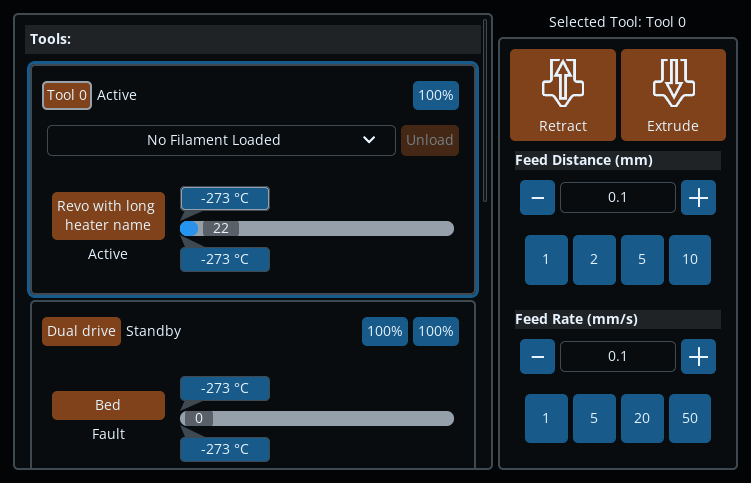 Tools:
Tool 0 Active 100%
No Filament Loaded Unload
-273 °C
Revo with long
heater name
22
Active
-273 °C
Dual drive Standby 100% 100%
-273 °C
Bed
0
Fault
-273 °C
Selected Tool: Tool 0
Retract Extrude
Feed Distance (mm)
− 0.1 +
1 2 5 10
Feed Rate (mm/s)
− 0.1 +
1 5 20 50